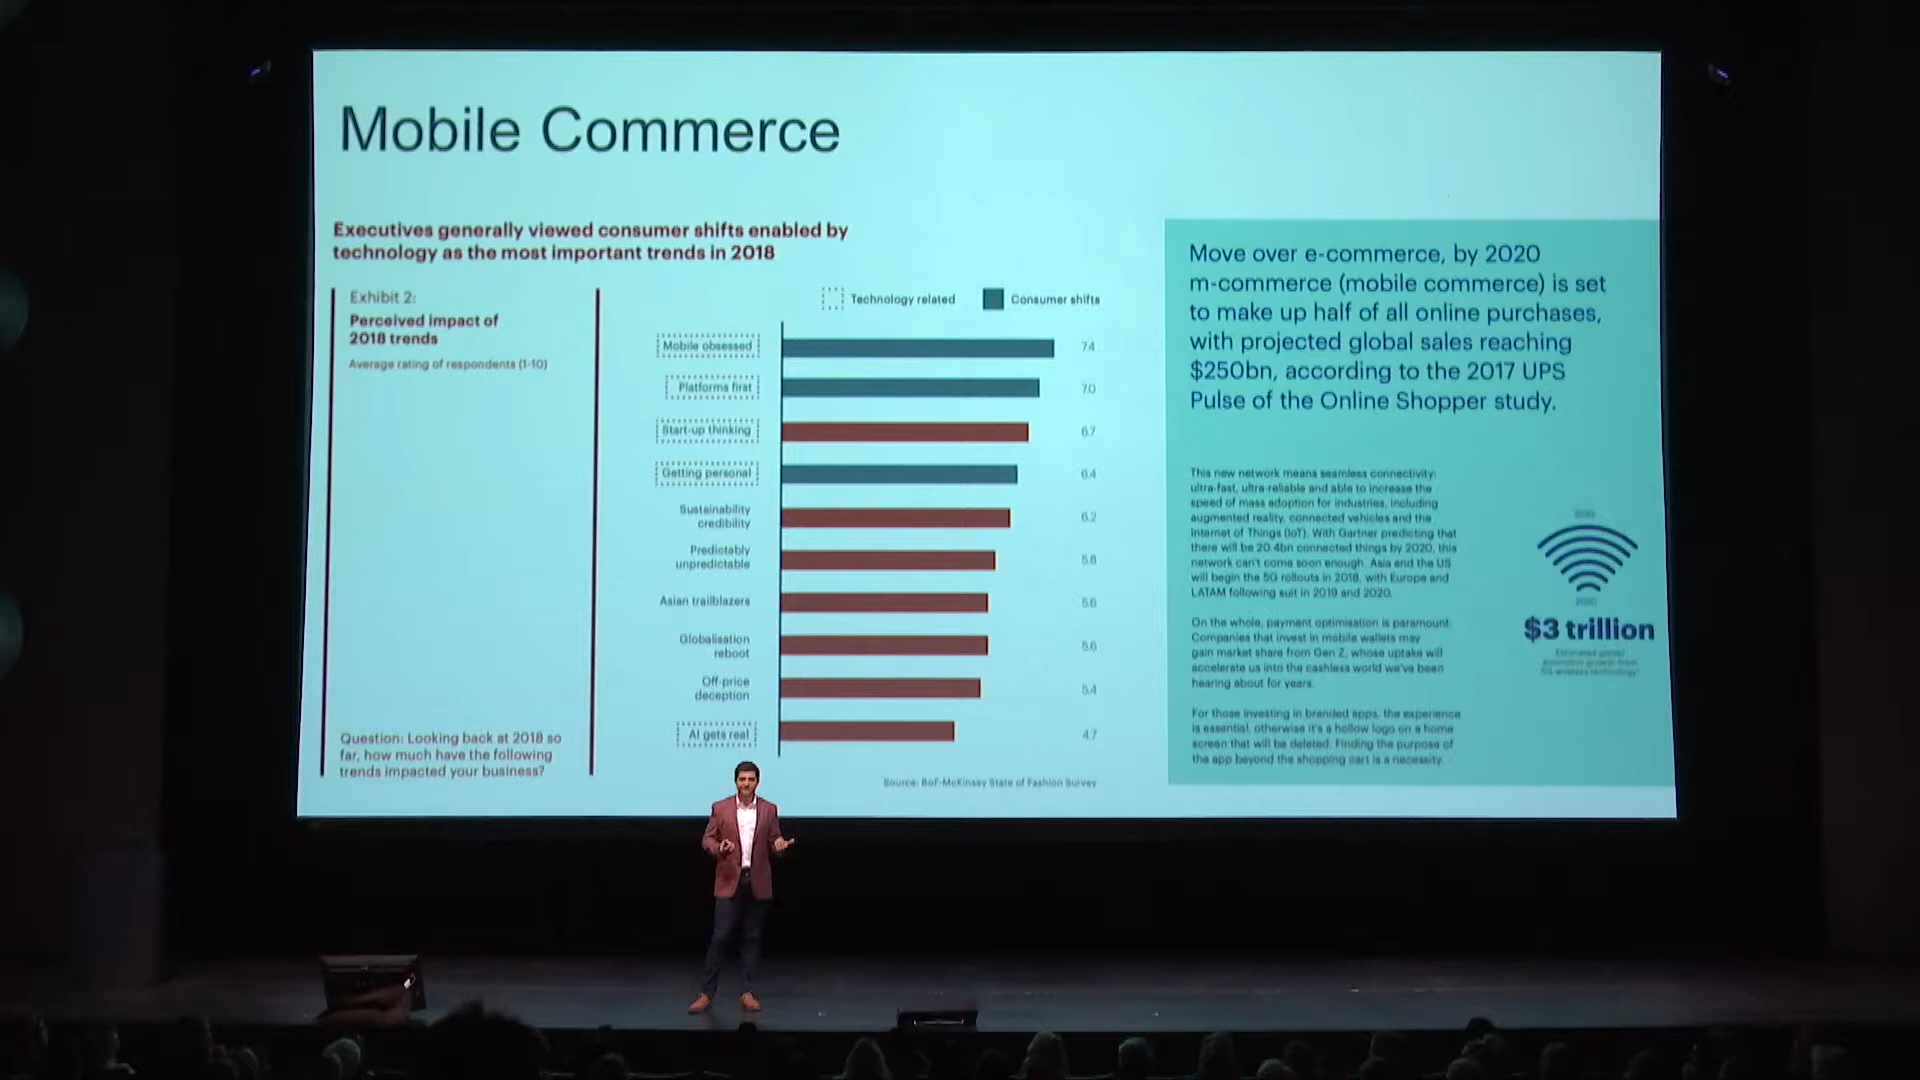 Mobile Commerce
Executives generally viewed consumer shifts enabled by
technology as the most important trends in 2018
Exhibit 2:
Perceived impact of
2018 trends
Average rating of respondents (1-10)
Question: Looking back at 2018 so
far, how much have the following
trends impacted your business?
Technology related
Consumer shifts
Mobile obsessed 7.4
Platforms first 7.0
Start-up thinking 6.7
Getting personal 6.4
Sustainability
credibility 6.2
Predictably
unpredictable 5.8
Asian trailblazers 5.6
Globalisation
reboot 5.6
Off-price
deception 5.4
AI gets real 4.7
Source: BoF-McKinsey State of Fashion Survey
Move over e-commerce, by 2020
m-commerce (mobile commerce) is set
to make up half of all online purchases,
with projected global sales reaching
$250bn, according to the 2017 UPS
Pulse of the Online Shopper study.
This new network means seamless connectivity:
ultra-fast, ultra-reliable and able to increase the
speed of mass adoption for industries, including
augmented reality, connected vehicles and the
Internet of Things (IoT). With Gartner predicting that
there will be 20.4bn connected things by 2020, this
network can't come soon enough. Asia and the US
will begin the 5G rollouts in 2018, with Europe and
LATAM following suit in 2019 and 2020.
On the whole, payment optimisation is paramount.
Companies that invest in mobile wallets may
gain market share from Gen Z, whose uptake will
accelerate us into the cashless world we've been
hearing about for years.
For those investing in branded apps, the experience
is essential, otherwise it's a hollow logo on a home
screen that will be deleted. Finding the purpose of
the app beyond the shopping cart is a necessity.
$3 trillion